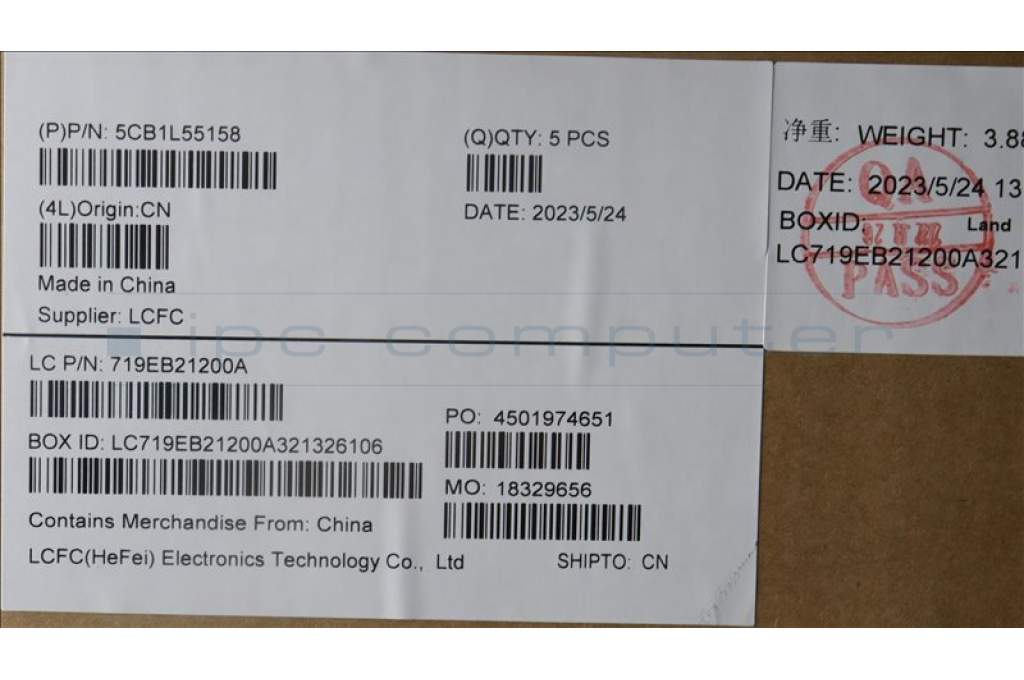 (P)P/N: 5CB1L55158
(Q)QTY: 5 PCS
(4L)Origin:CN
DATE: 2023/5/24
Made in China
Supplier: LCFC
净重: WEIGHT: 3.88
DATE: 2023/5/24 13
BOXID: Land
LC719EB21200A321
QA
PASS
ipc computer
LC P/N: 719EB21200A
PO: 4501974651
BOX ID: LC719EB21200A321326106
MO: 18329656
Contains Merchandise From: China
LCFC(HeFei) Electronics Technology Co., Ltd
SHIPTO: CN